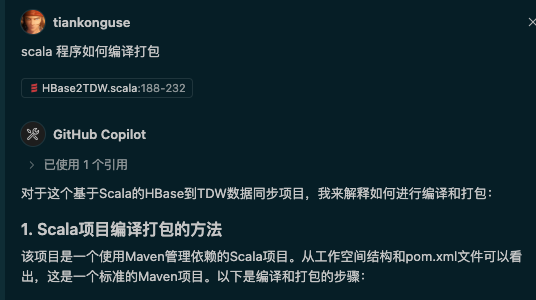 tiankonguse
scala 程序如何编译打包
HBase2TDW.scala:188-232
GitHub Copilot
已使用 1 个引用
对于这个基于Scala的HBase到TDW数据同步项目，我来解释如何进行编译和打包：
1. Scala项目编译打包的方法
该项目是一个使用Maven管理依赖的Scala项目。从工作空间结构和pom.xml文件可以看
出，这是一个标准的Maven项目。以下是编译和打包的步骤：